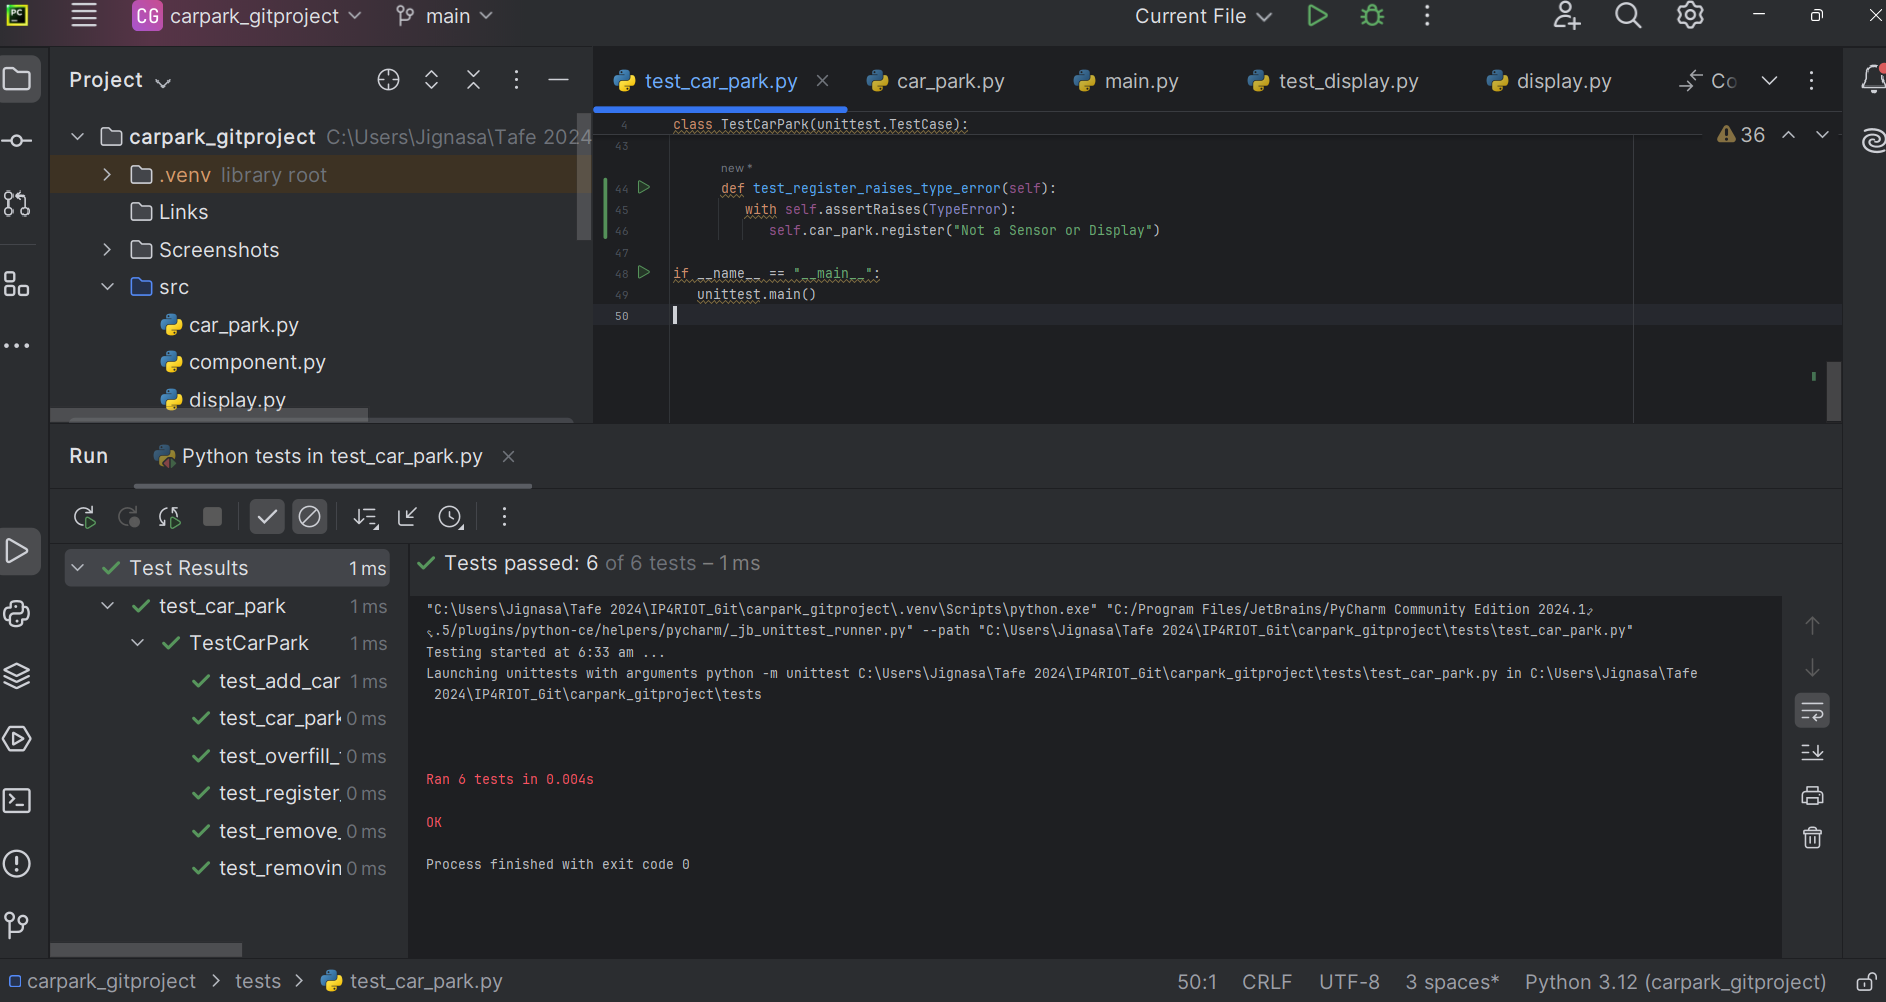 PC
CG carpark_gitproject main Current File
Project
test_car_park.py car_park.py main.py test_display.py display.py Co
carpark_gitproject C:\Users\Jignasa\Tafe 2024
.venv library root
Links
Screenshots
src
car_park.py
component.py
display.py
4 class TestCarPark(unittest.TestCase):
36
43
new *
44 def test_register_raises_type_error(self):
45 with self.assertRaises(TypeError):
46 self.car_park.register("Not a Sensor or Display")
47
48 if __name__ == "__main__":
49 unittest.main()
50
Run Python tests in test_car_park.py
Test Results 1 ms
test_car_park 1 ms
TestCarPark 1 ms
test_add_car 1 ms
test_car_park 0 ms
test_overfill_ 0 ms
test_register_ 0 ms
test_remove_ 0 ms
test_removin 0 ms
Tests passed: 6 of 6 tests – 1 ms
"C:\Users\Jignasa\Tafe 2024\IP4RIOT_Git\carpark_gitproject\.venv\Scripts\python.exe" "C:/Program Files/JetBrains/PyCharm Community Edition 2024.1
.5/plugins/python-ce/helpers/pycharm/_jb_unittest_runner.py" --path "C:\Users\Jignasa\Tafe 2024\IP4RIOT_Git\carpark_gitproject\tests\test_car_park.py"
Testing started at 6:33 am ...
Launching unittests with arguments python -m unittest C:\Users\Jignasa\Tafe 2024\IP4RIOT_Git\carpark_gitproject\tests\test_car_park.py in C:\Users\Jignasa\Tafe
2024\IP4RIOT_Git\carpark_gitproject\tests
Ran 6 tests in 0.004s
OK
Process finished with exit code 0
carpark_gitproject > tests > test_car_park.py 50:1 CRLF UTF-8 3 spaces* Python 3.12 (carpark_gitproject)